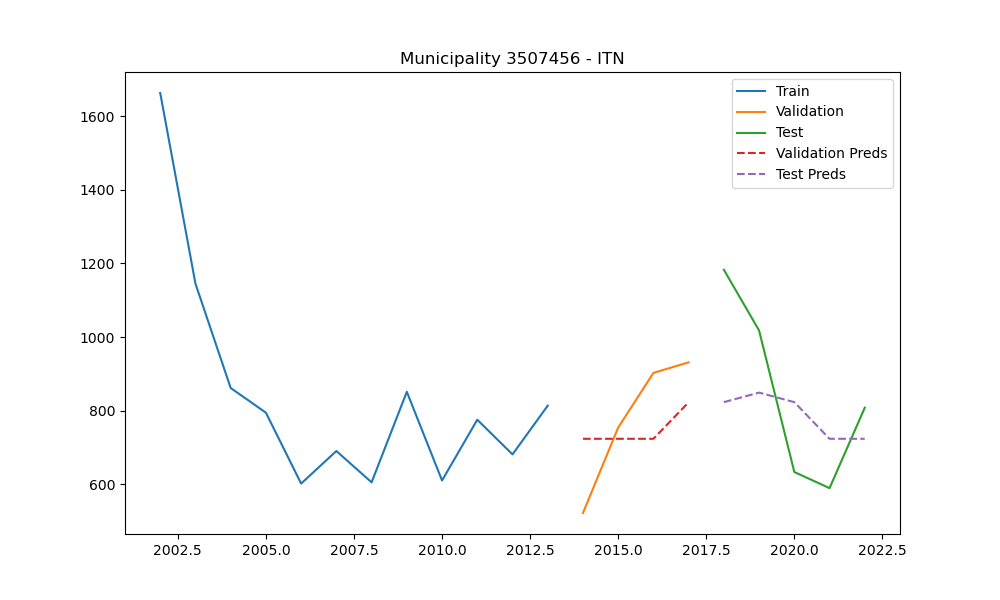 Municipality 3507456 - ITN
Train
Validation
Test
Validation Preds
Test Preds
1600
1400
1200
1000
800
600
2002.5 2005.0 2007.5 2010.0 2012.5 2015.0 2017.5 2020.0 2022.5